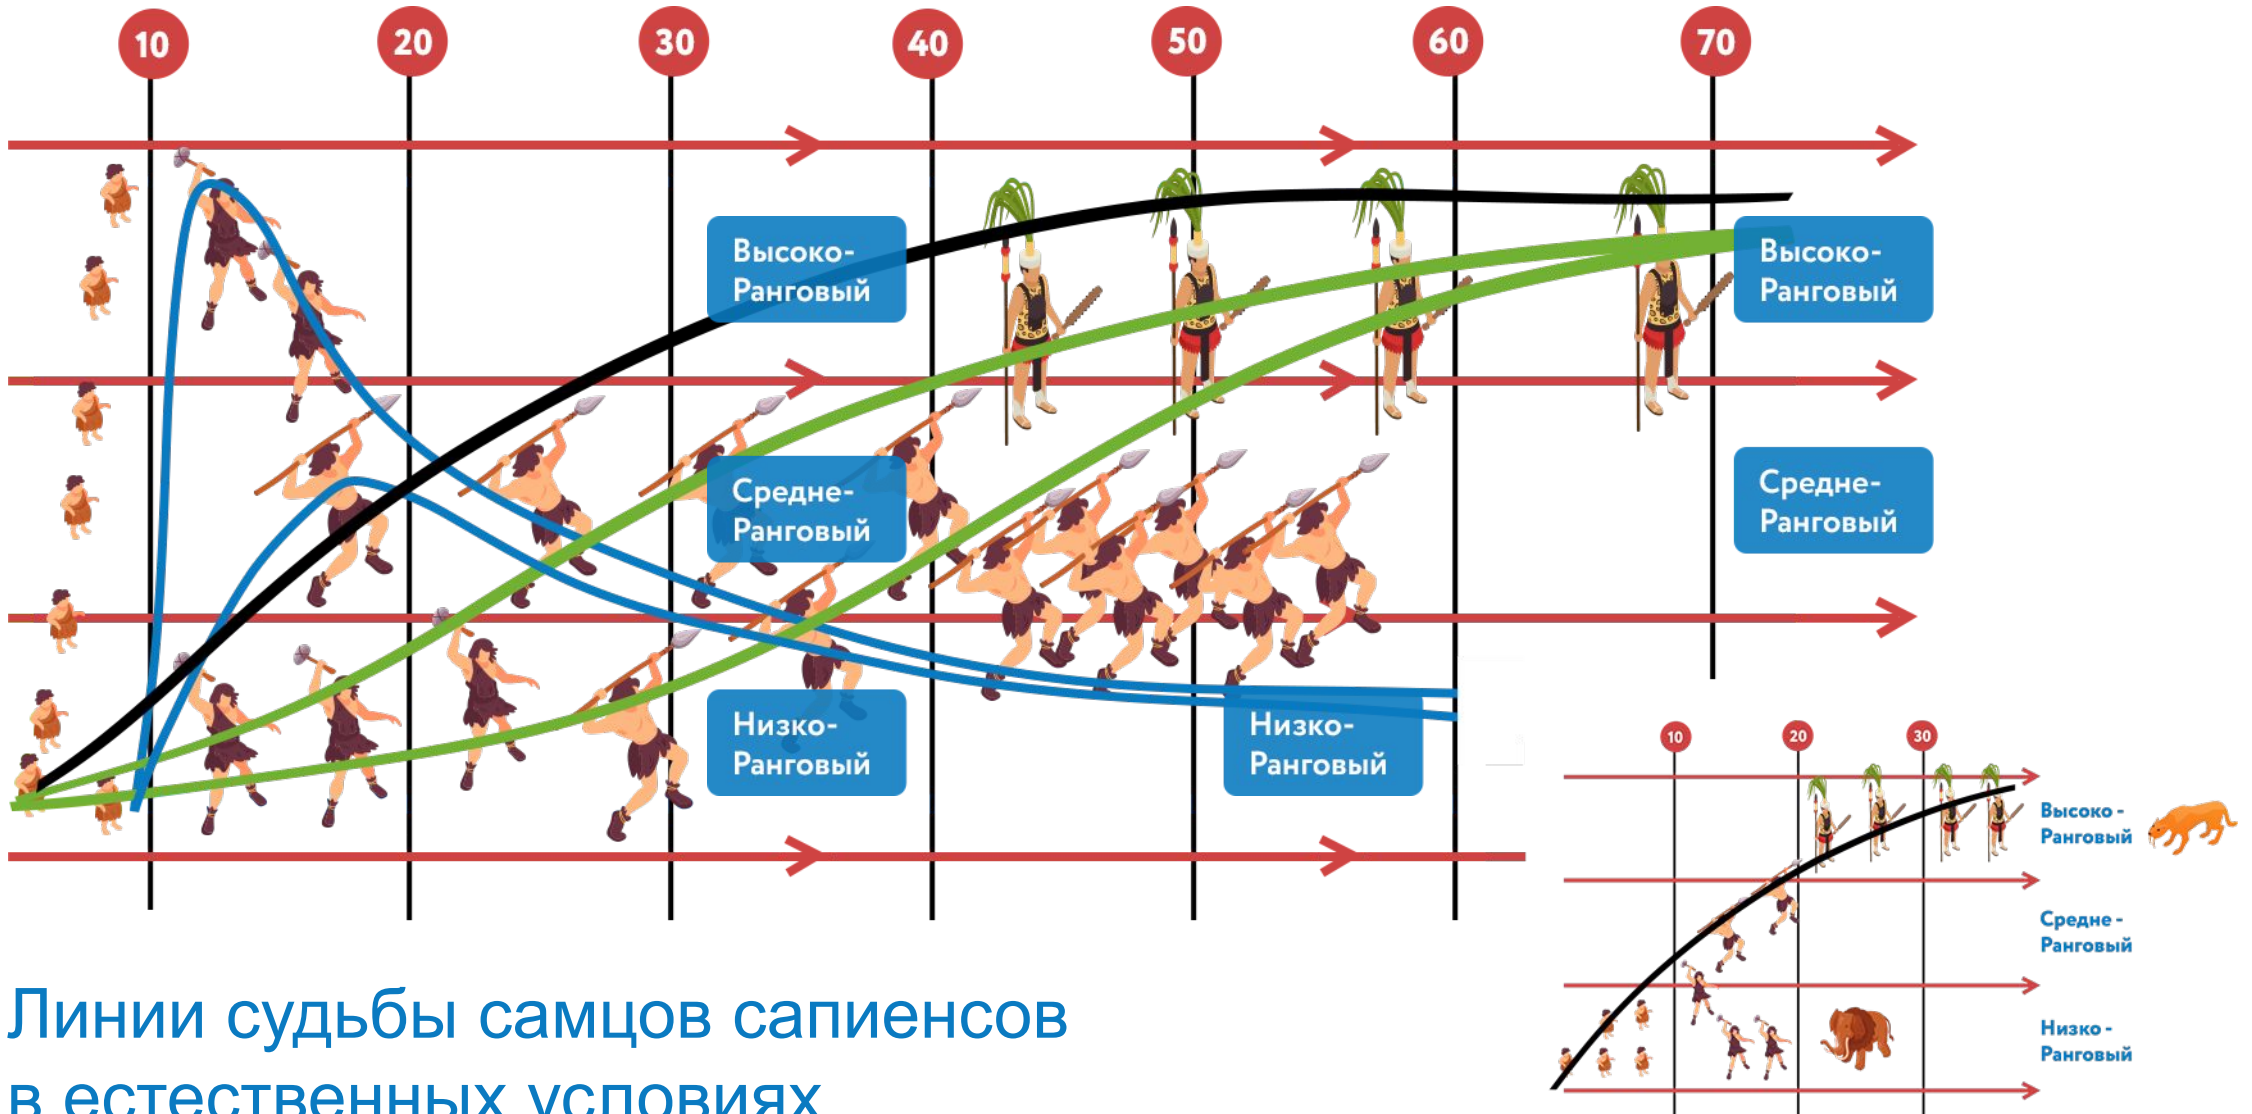 10 20 30 40 50 60 70
Высоко-
Ранговый
Высоко-
Ранговый
Средне-
Ранговый
Средне-
Ранговый
Низко-
Ранговый
Низко-
Ранговый
10 20 30
Высоко -
Ранговый
Средне -
Ранговый
Низко -
Ранговый
Линии судьбы самцов сапиенсов
в естественных условиях